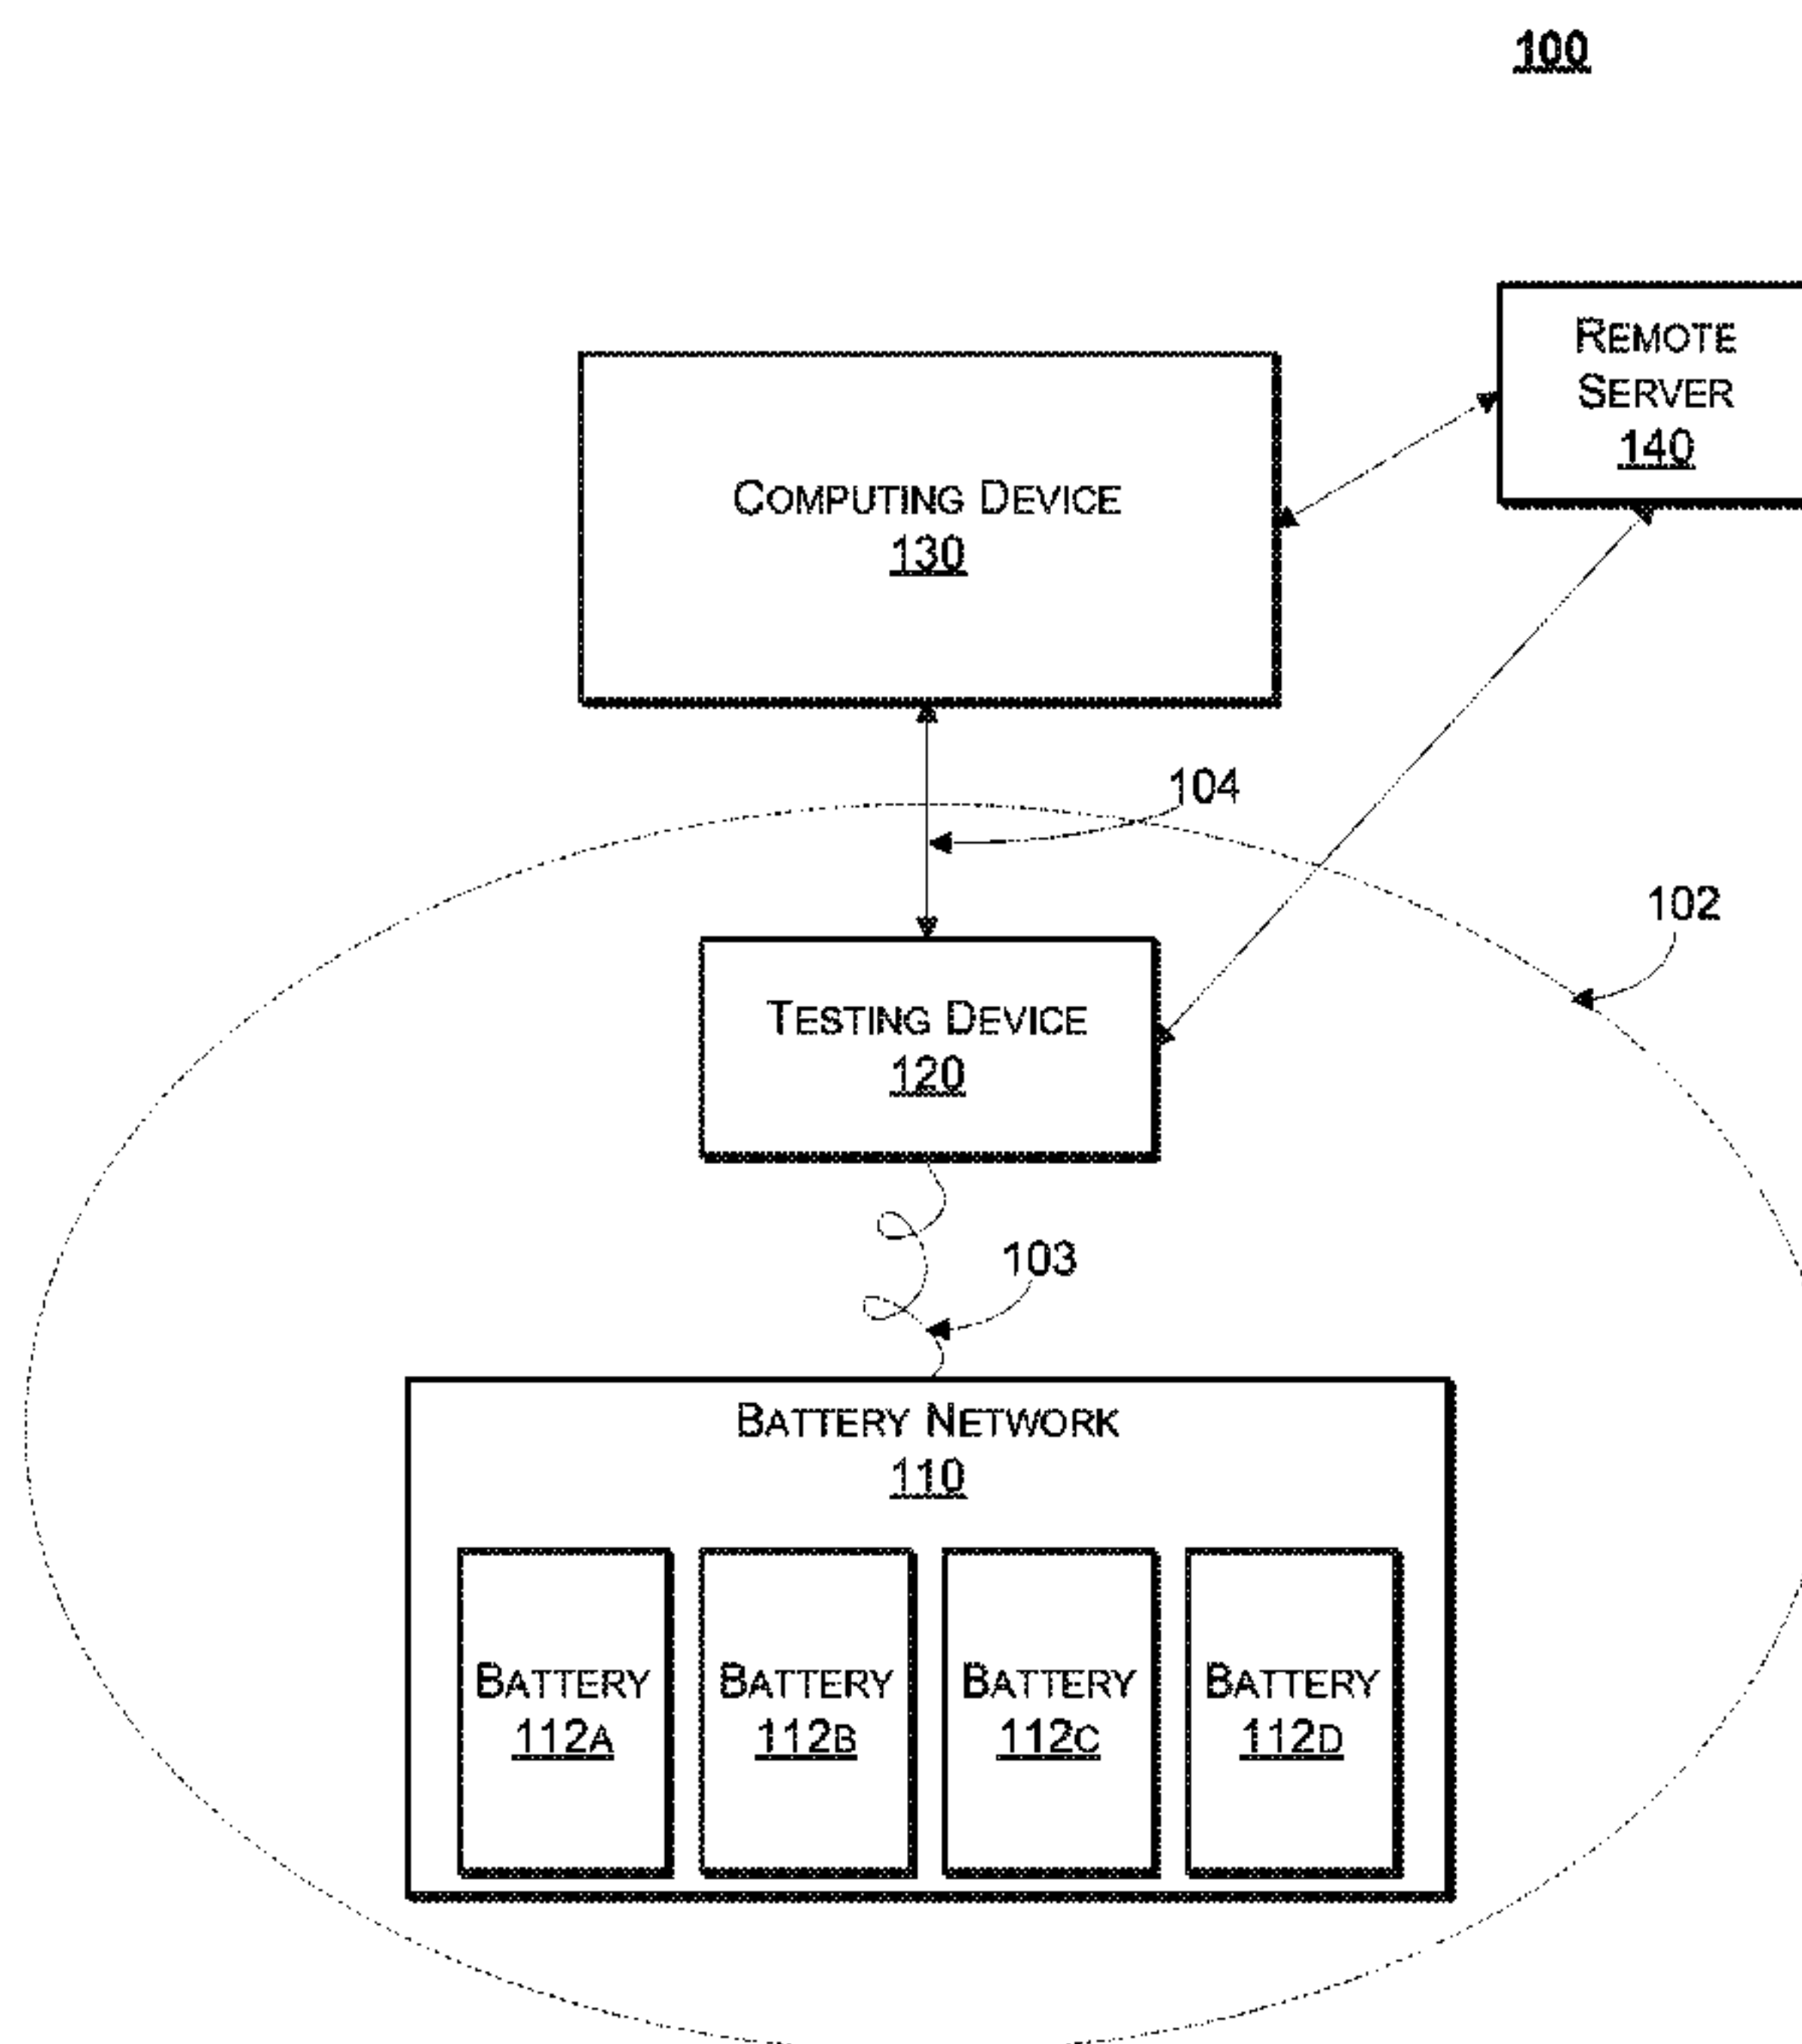 100
REMOTE
SERVER
140
COMPUTING DEVICE
130
104
102
TESTING DEVICE
120
103
BATTERY NETWORK
110
BATTERY
112A
BATTERY
112B
BATTERY
112C
BATTERY
112D